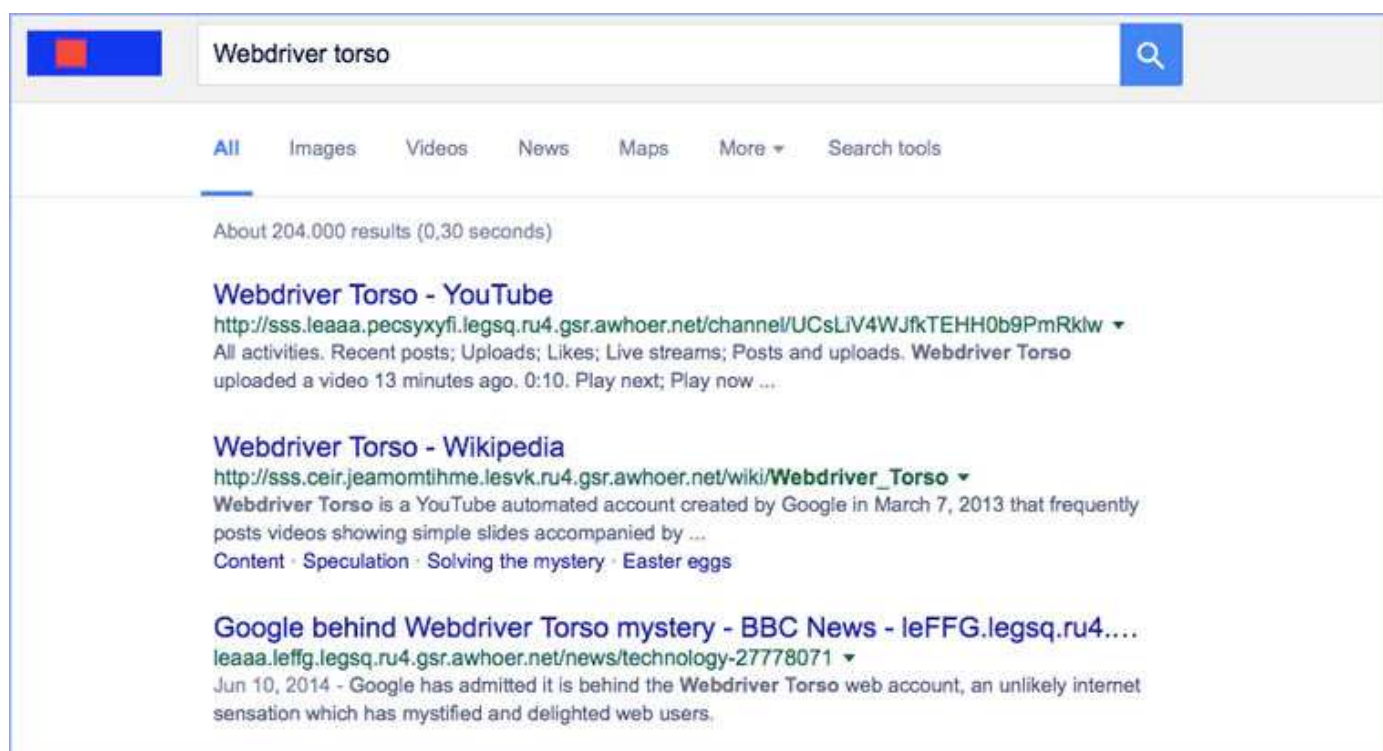 Webdriver torso
All Images Videos News Maps More Search tools
About 204.000 results (0,30 seconds)
Webdriver Torso - YouTube
http://sss.leaaa.pecsyxyfi.legsq.ru4.gsr.awhoer.net/channel/UCsLiV4WJfkTEHH0b9PmRklw
All activities. Recent posts; Uploads; Likes; Live streams; Posts and uploads. Webdriver Torso
uploaded a video 13 minutes ago. 0:10. Play next; Play now ...
Webdriver Torso - Wikipedia
http://sss.ceir.jeamomtihme.lesvk.ru4.gsr.awhoer.net/wiki/Webdriver_Torso
Webdriver Torso is a YouTube automated account created by Google in March 7, 2013 that frequently
posts videos showing simple slides accompanied by ...
Content · Speculation · Solving the mystery · Easter eggs
Google behind Webdriver Torso mystery - BBC News - leFFG.legsq.ru4....
leaaa.leffg.legsq.ru4.gsr.awhoer.net/news/technology-27778071
Jun 10, 2014 - Google has admitted it is behind the Webdriver Torso web account, an unlikely internet
sensation which has mystified and delighted web users.